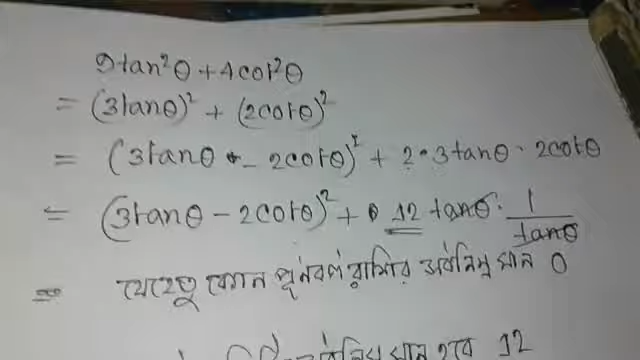 9tan²θ + 4cot²θ
= (3tanθ)² + (2cotθ)²
= (3tanθ - 2cotθ)² + 2·3tanθ·2cotθ
= (3tanθ - 2cotθ)² + 12 tanθ · 1/tanθ
= যেহেতু কোন পূনবর্গ রাশির সর্বনিম্ন মান 0
সর্বনিম্ন মান হবে 12